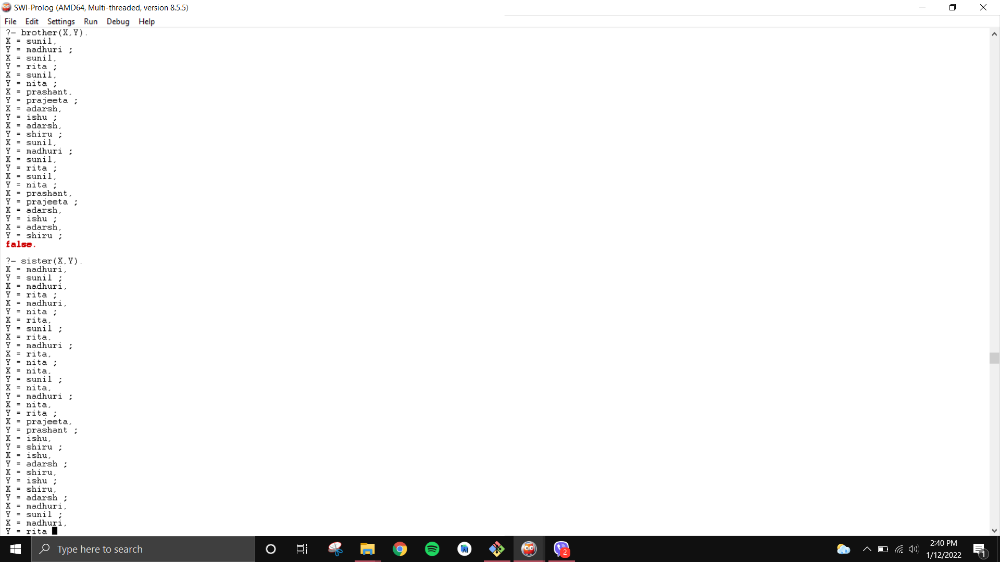 SWI-Prolog (AMD64, Multi-threaded, version 8.5.5)
File Edit Settings Run Debug Help
?- brother(X,Y).
X = sunil,
Y = madhuri ;
X = sunil,
Y = rita ;
X = sunil,
Y = nita ;
X = prashant,
Y = prajeeta ;
X = adarsh,
Y = ishu ;
X = adarsh,
Y = shiru ;
X = sunil,
Y = madhuri ;
X = sunil,
Y = rita ;
X = sunil,
Y = nita ;
X = prashant,
Y = prajeeta ;
X = adarsh,
Y = ishu ;
X = adarsh,
Y = shiru ;
false.
?- sister(X,Y).
X = madhuri,
Y = sunil ;
X = madhuri,
Y = rita ;
X = madhuri,
Y = nita ;
X = rita,
Y = sunil ;
X = rita,
Y = madhuri ;
X = rita,
Y = nita ;
X = nita,
Y = sunil ;
X = nita,
Y = madhuri ;
X = nita,
Y = rita ;
X = prajeeta,
Y = prashant ;
X = ishu,
Y = shiru ;
X = ishu,
Y = adarsh ;
X = shiru,
Y = ishu ;
X = shiru,
Y = adarsh ;
X = madhuri,
Y = sunil ;
X = madhuri,
Y = rita
Type here to search
2
2:40 PM
1/12/2022
1